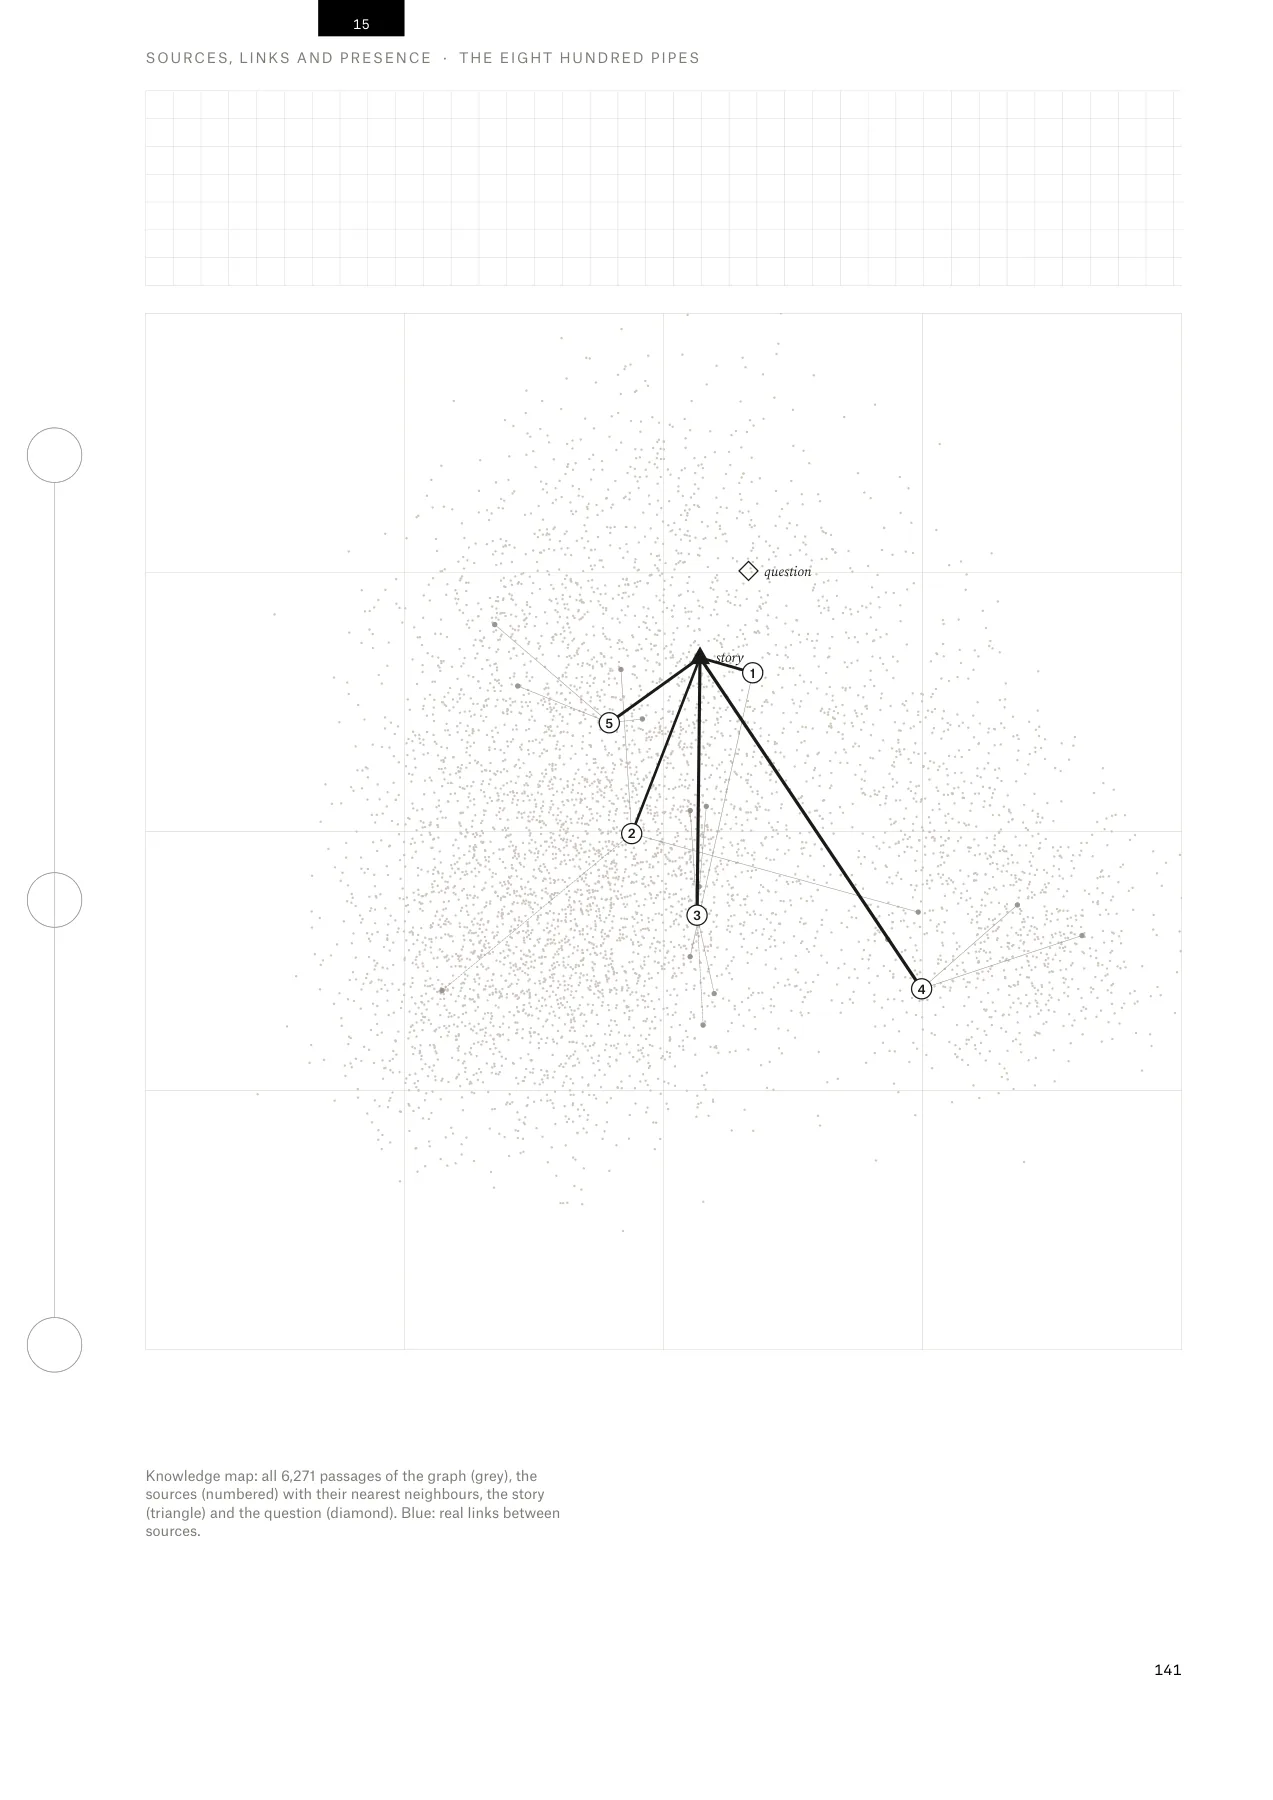 15
SOURCES, LINKS AND PRESENCE · THE EIGHT HUNDRED PIPES
question
story
1
5
2
3
4
Knowledge map: all 6,271 passages of the graph (grey), the
sources (numbered) with their nearest neighbours, the story
(triangle) and the question (diamond). Blue: real links between
sources.
141